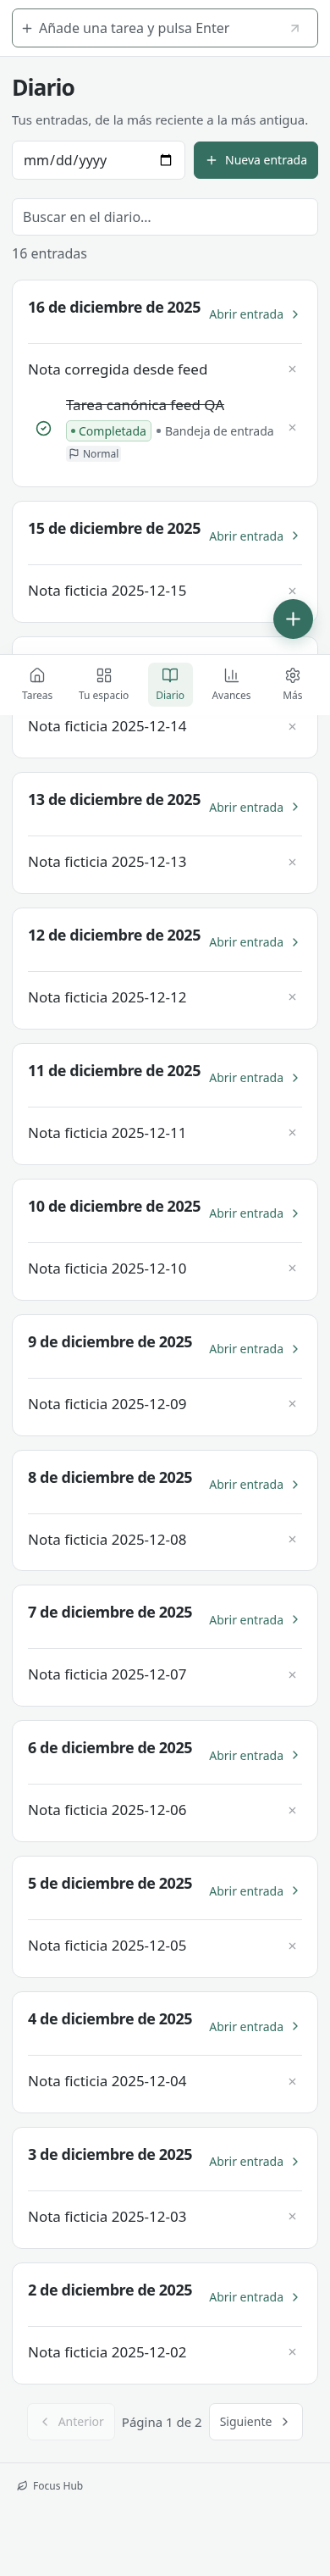 Añade una tarea y pulsa Enter
Diario
Tus entradas, de la más reciente a la más antigua.
mm/dd/yyyy
Nueva entrada
Buscar en el diario...
16 entradas
16 de diciembre de 2025
Abrir entrada
Nota corregida desde feed
Tarea canónica feed QA
Completada
Bandeja de entrada
Normal
15 de diciembre de 2025
Abrir entrada
Nota ficticia 2025-12-15
Tareas
Tu espacio
Diario
Avances
Más
Nota ficticia 2025-12-14
13 de diciembre de 2025
Abrir entrada
Nota ficticia 2025-12-13
12 de diciembre de 2025
Abrir entrada
Nota ficticia 2025-12-12
11 de diciembre de 2025
Abrir entrada
Nota ficticia 2025-12-11
10 de diciembre de 2025
Abrir entrada
Nota ficticia 2025-12-10
9 de diciembre de 2025
Abrir entrada
Nota ficticia 2025-12-09
8 de diciembre de 2025
Abrir entrada
Nota ficticia 2025-12-08
7 de diciembre de 2025
Abrir entrada
Nota ficticia 2025-12-07
6 de diciembre de 2025
Abrir entrada
Nota ficticia 2025-12-06
5 de diciembre de 2025
Abrir entrada
Nota ficticia 2025-12-05
4 de diciembre de 2025
Abrir entrada
Nota ficticia 2025-12-04
3 de diciembre de 2025
Abrir entrada
Nota ficticia 2025-12-03
2 de diciembre de 2025
Abrir entrada
Nota ficticia 2025-12-02
Anterior
Página 1 de 2
Siguiente
Focus Hub